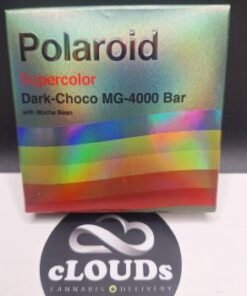 Polaroid
Supercolor
Dark-Choco MG-4000 Bar
with Mocha Bean
cLOUDs
CANNABIS DELIVERY